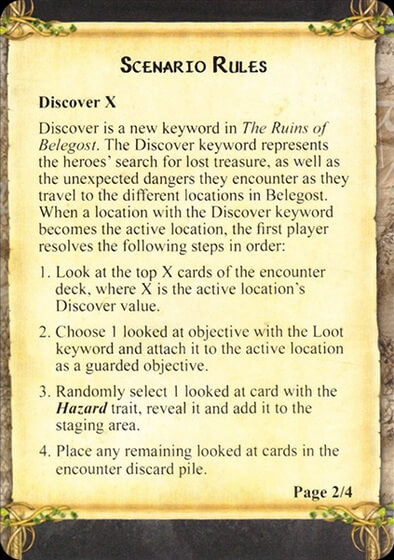 Scenario Rules
Discover X
Discover is a new keyword in The Ruins of
Belegost. The Discover keyword represents
the heroes' search for lost treasure, as well as
the unexpected dangers they encounter as they
travel to the different locations in Belegost.
When a location with the Discover keyword
becomes the active location, the first player
resolves the following steps in order:
1. Look at the top X cards of the encounter
deck, where X is the active location's
Discover value.
2. Choose 1 looked at objective with the Loot
keyword and attach it to the active location
as a guarded objective.
3. Randomly select 1 looked at card with the
Hazard trait, reveal it and add it to the
staging area.
4. Place any remaining looked at cards in the
encounter discard pile.
Page 2/4